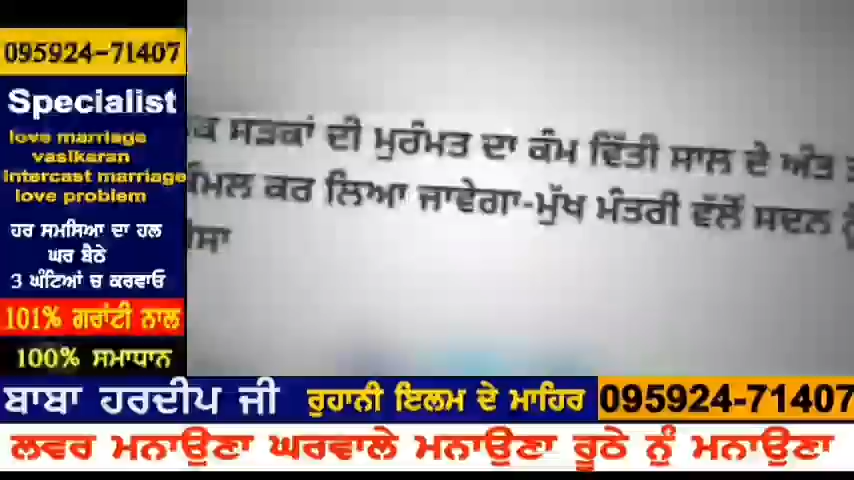 095924-71407
Specialist
love marriage
vasikaran
Intercast marriage
love problem
ਹਰ ਸਮਸਿਆ ਦਾ ਹਲ
ਘਰ ਬੈਠੇ
3 ਘੰਟਿਆਂ ਚ ਕਰਵਾਓ
101% ਗਰਾਂਟੀ ਨਾਲ
100% ਸਮਾਧਾਨ
ਸੜਕਾਂ ਦੀ ਮੁਰੰਮਤ ਦਾ ਕੰਮ ਵਿੱਤੀ ਸਾਲ ਦੇ ਅੰਤ
ਕਰ ਲਿਆ ਜਾਵੇਗਾ-ਮੁੱਖ ਮੰਤਰੀ ਵੱਲੋਂ ਸਦਨ ਨੂੰ
ਬਾਬਾ ਹਰਦੀਪ ਜੀ ਰੁਹਾਨੀ ਇਲਮ ਦੇ ਮਾਹਿਰ 095924-71407
ਲਵਰ ਮਨਾਉਣਾ ਘਰਵਾਲੇ ਮਨਾਉਣਾ ਰੂਠੇ ਨੂੰ ਮਨਾਉਣਾ